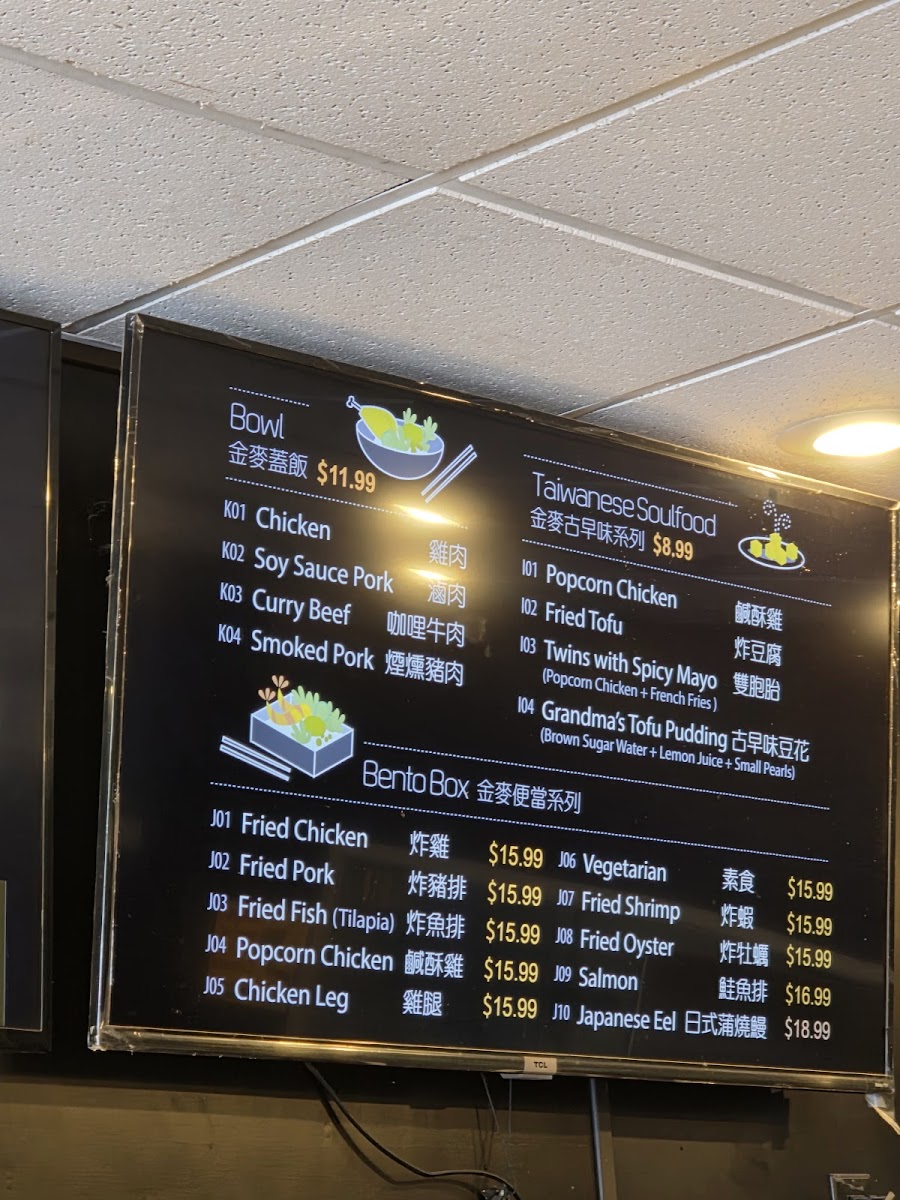 Bowl
金麥蓋飯 $11.99
K01 Chicken 雞肉
K02 Soy Sauce Pork 滷肉
K03 Curry Beef 咖哩牛肉
K04 Smoked Pork 煙燻豬肉
Taiwanese Soulfood
金麥古早味系列 $8.99
I01 Popcorn Chicken 鹹酥雞
I02 Fried Tofu 炸豆腐
I03 Twins with Spicy Mayo 雙胞胎
(Popcorn Chicken + French Fries)
I04 Grandma's Tofu Pudding 古早味豆花
(Brown Sugar Water + Lemon Juice + Small Pearls)
Bento Box 金麥便當系列
J01 Fried Chicken 炸雞 $15.99
J02 Fried Pork 炸豬排 $15.99
J03 Fried Fish (Tilapia) 炸魚排 $15.99
J04 Popcorn Chicken 鹹酥雞 $15.99
J05 Chicken Leg 雞腿 $15.99
J06 Vegetarian 素食 $15.99
J07 Fried Shrimp 炸蝦 $15.99
J08 Fried Oyster 炸牡蠣 $15.99
J09 Salmon 鮭魚排 $16.99
J10 Japanese Eel 日式蒲燒鰻 $18.99
TCL